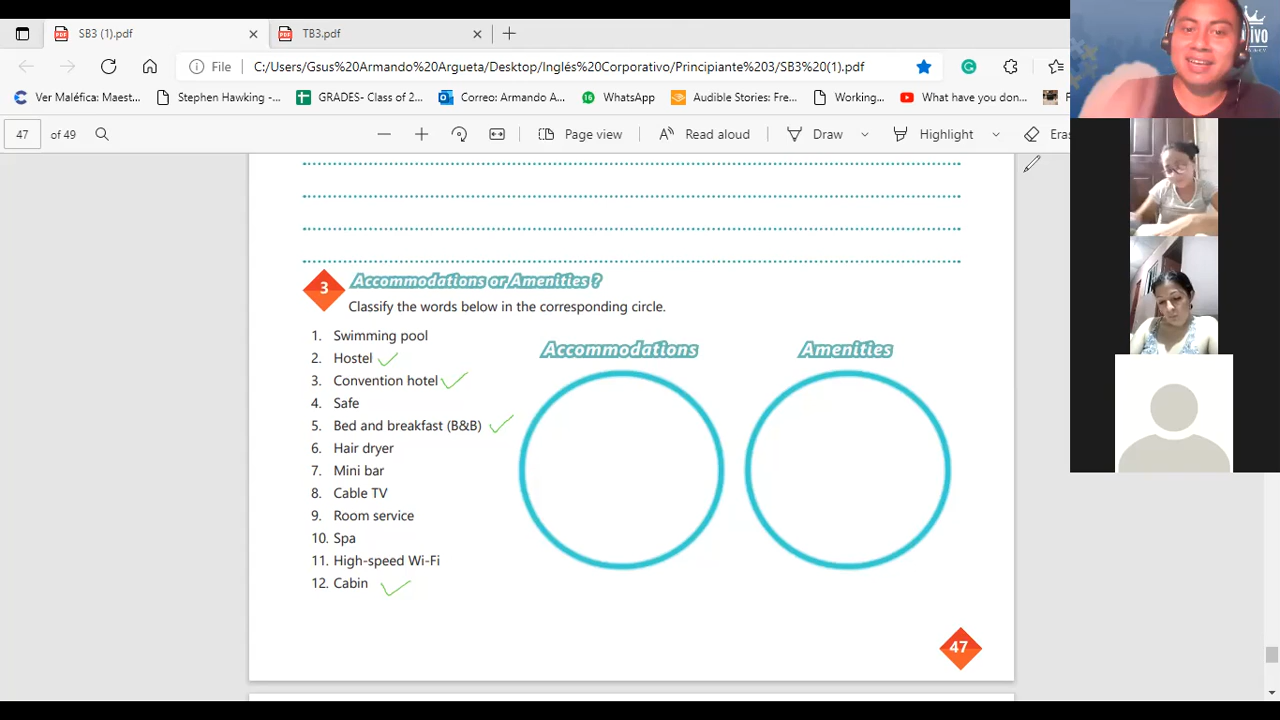 SB3 (1).pdf
TB3.pdf
File C:/Users/Gsus%20Armando%20Argueta/Desktop/Inglés%20Corporativo/Principiante%203/SB3%20(1).pdf
Ver Maléfica: Maest... Stephen Hawking -... GRADES- Class of 2... Correo: Armando A... 16 WhatsApp Audible Stories: Fre... Working... What have you don...
47 of 49 Page view Read aloud Draw Highlight Eras
3 Accommodations or Amenities ?
Classify the words below in the corresponding circle.
1. Swimming pool
2. Hostel
3. Convention hotel
4. Safe
5. Bed and breakfast (B&B)
6. Hair dryer
7. Mini bar
8. Cable TV
9. Room service
10. Spa
11. High-speed Wi-Fi
12. Cabin
Accommodations
Amenities
47